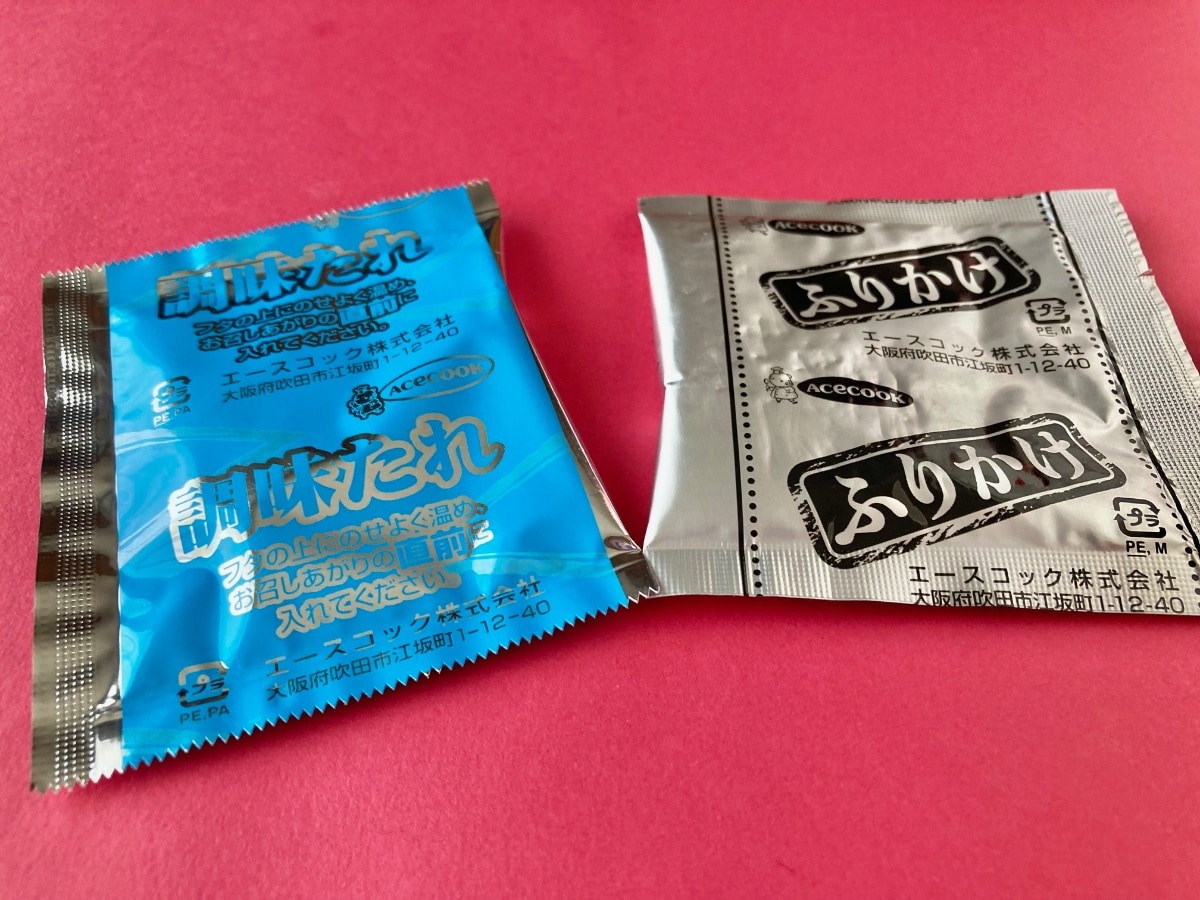 調味たれ
フタの上にのせよく温め、
お召しあがりの直前に
入れてください。
エースコック株式会社
大阪府吹田市江坂町1-12-40
プラ
PE,PA
AceCOOK
調味たれ
フタの上にのせよく温め、
お召しあがりの直前に
入れてください。
エースコック株式会社
大阪府吹田市江坂町1-12-40
プラ
PE,PA
AceCOOK
ふりかけ
プラ
PE, M
エースコック株式会社
大阪府吹田市江坂町1-12-40
AceCOOK
ふりかけ
プラ
PE, M
エースコック株式会社
大阪府吹田市江坂町1-12-40